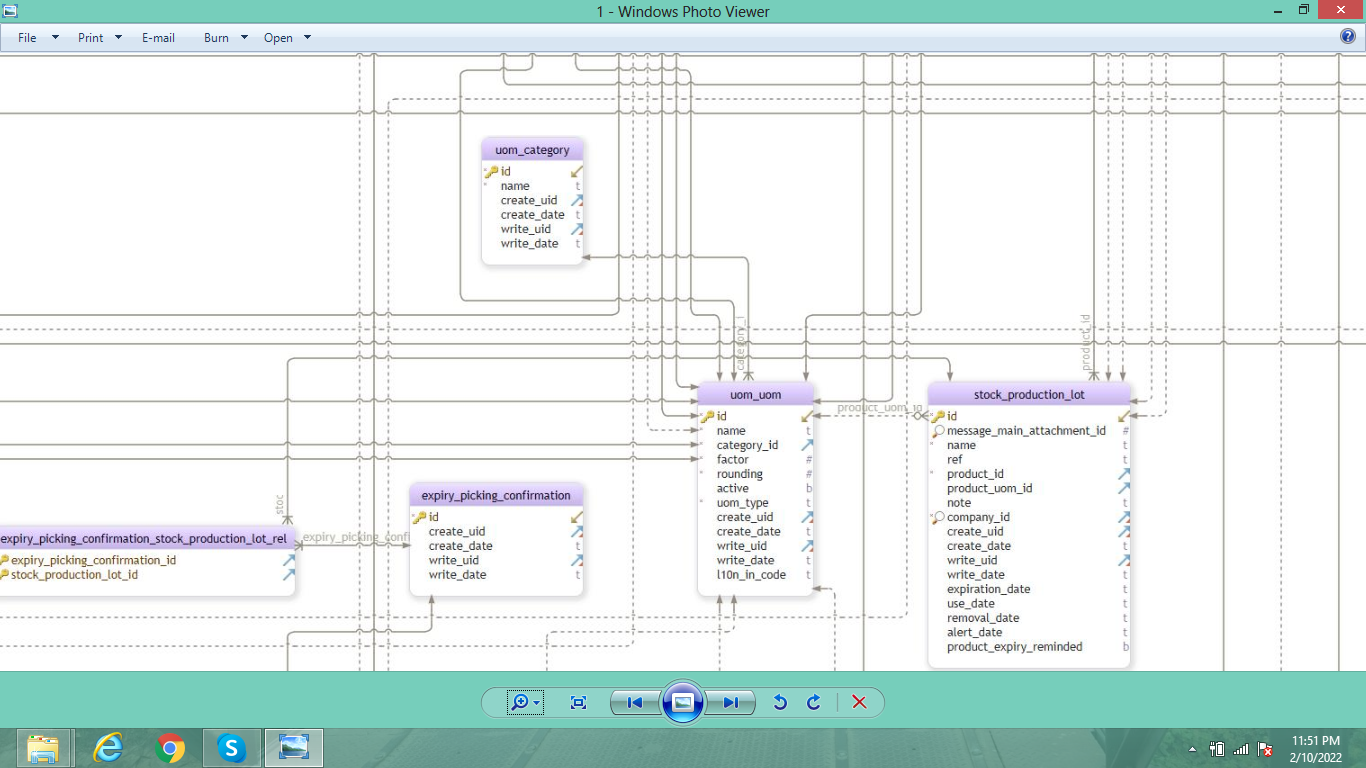 1 - Windows Photo Viewer
File Print E-mail Burn Open
uom_category
id
name t
create_uid
create_date t
write_uid
write_date t
category_i
product_id
uom_uom
id
name t
category_id
factor #
rounding #
active b
uom_type t
create_uid
create_date t
write_uid
write_date t
l10n_in_code t
product_uom_id
stock_production_lot
id
message_main_attachment_id #
name t
ref t
product_id
product_uom_id
note t
company_id
create_uid
create_date t
write_uid
write_date t
expiration_date t
use_date t
removal_date t
alert_date t
product_expiry_reminded b
expiry_picking_confirmation
id
create_uid
create_date t
write_uid
write_date t
stoc
expiry_picking_confirmation_stock_production_lot_rel
expiry_picking_confirmation_id
stock_production_lot_id
expiry_picking_confi
11:51 PM
2/10/2022